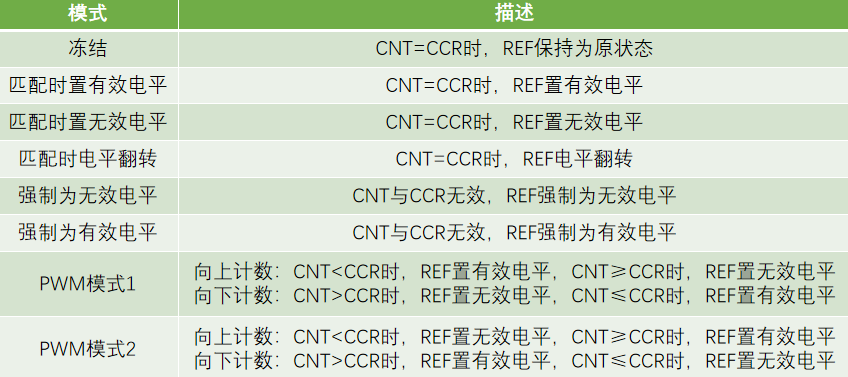 模式 描述
冻结 CNT=CCR时，REF保持为原状态
匹配时置有效电平 CNT=CCR时，REF置有效电平
匹配时置无效电平 CNT=CCR时，REF置无效电平
匹配时电平翻转 CNT=CCR时，REF电平翻转
强制为无效电平 CNT与CCR无效，REF强制为无效电平
强制为有效电平 CNT与CCR无效，REF强制为有效电平
PWM模式1
向上计数：CNT<CCR时，REF置有效电平，CNT≥CCR时，REF置无效电平
向下计数：CNT>CCR时，REF置无效电平，CNT≤CCR时，REF置有效电平
PWM模式2
向上计数：CNT<CCR时，REF置无效电平，CNT≥CCR时，REF置有效电平
向下计数：CNT>CCR时，REF置有效电平，CNT≤CCR时，REF置无效电平